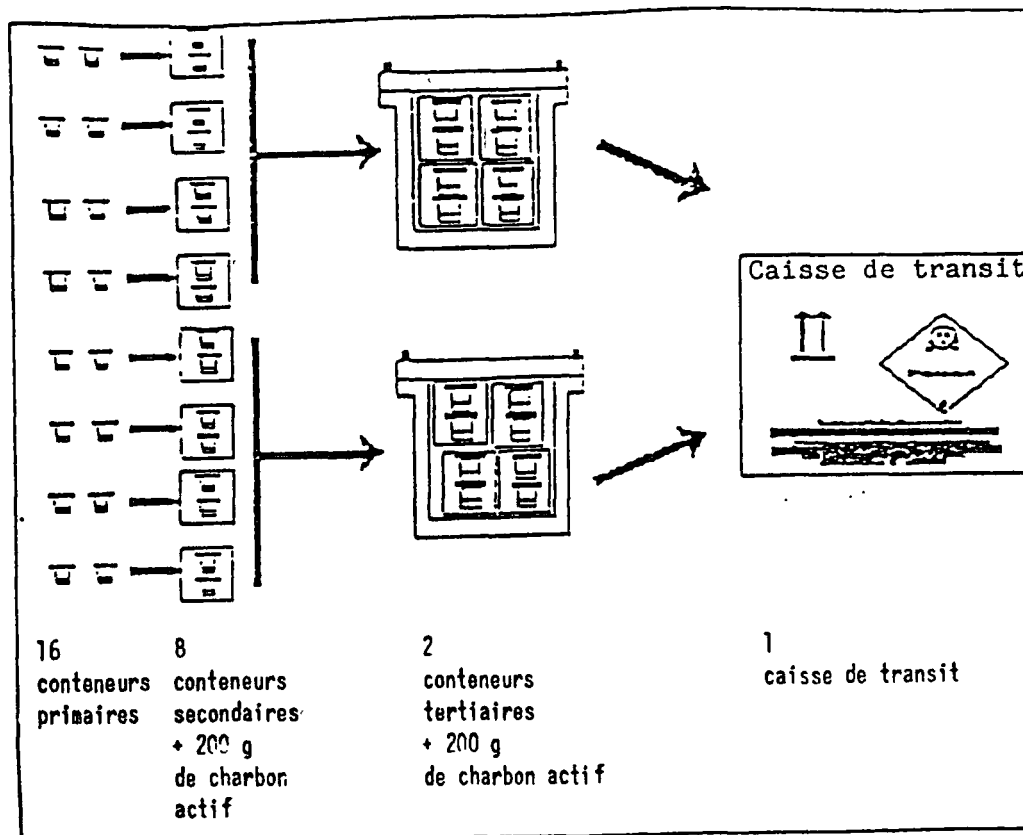 Caisse de transit
16
conteneurs
primaires
8
conteneurs
secondaires
+ 200 g
de charbon
actif
2
conteneurs
tertiaires
+ 200 g
de charbon actif
1
caisse de transit